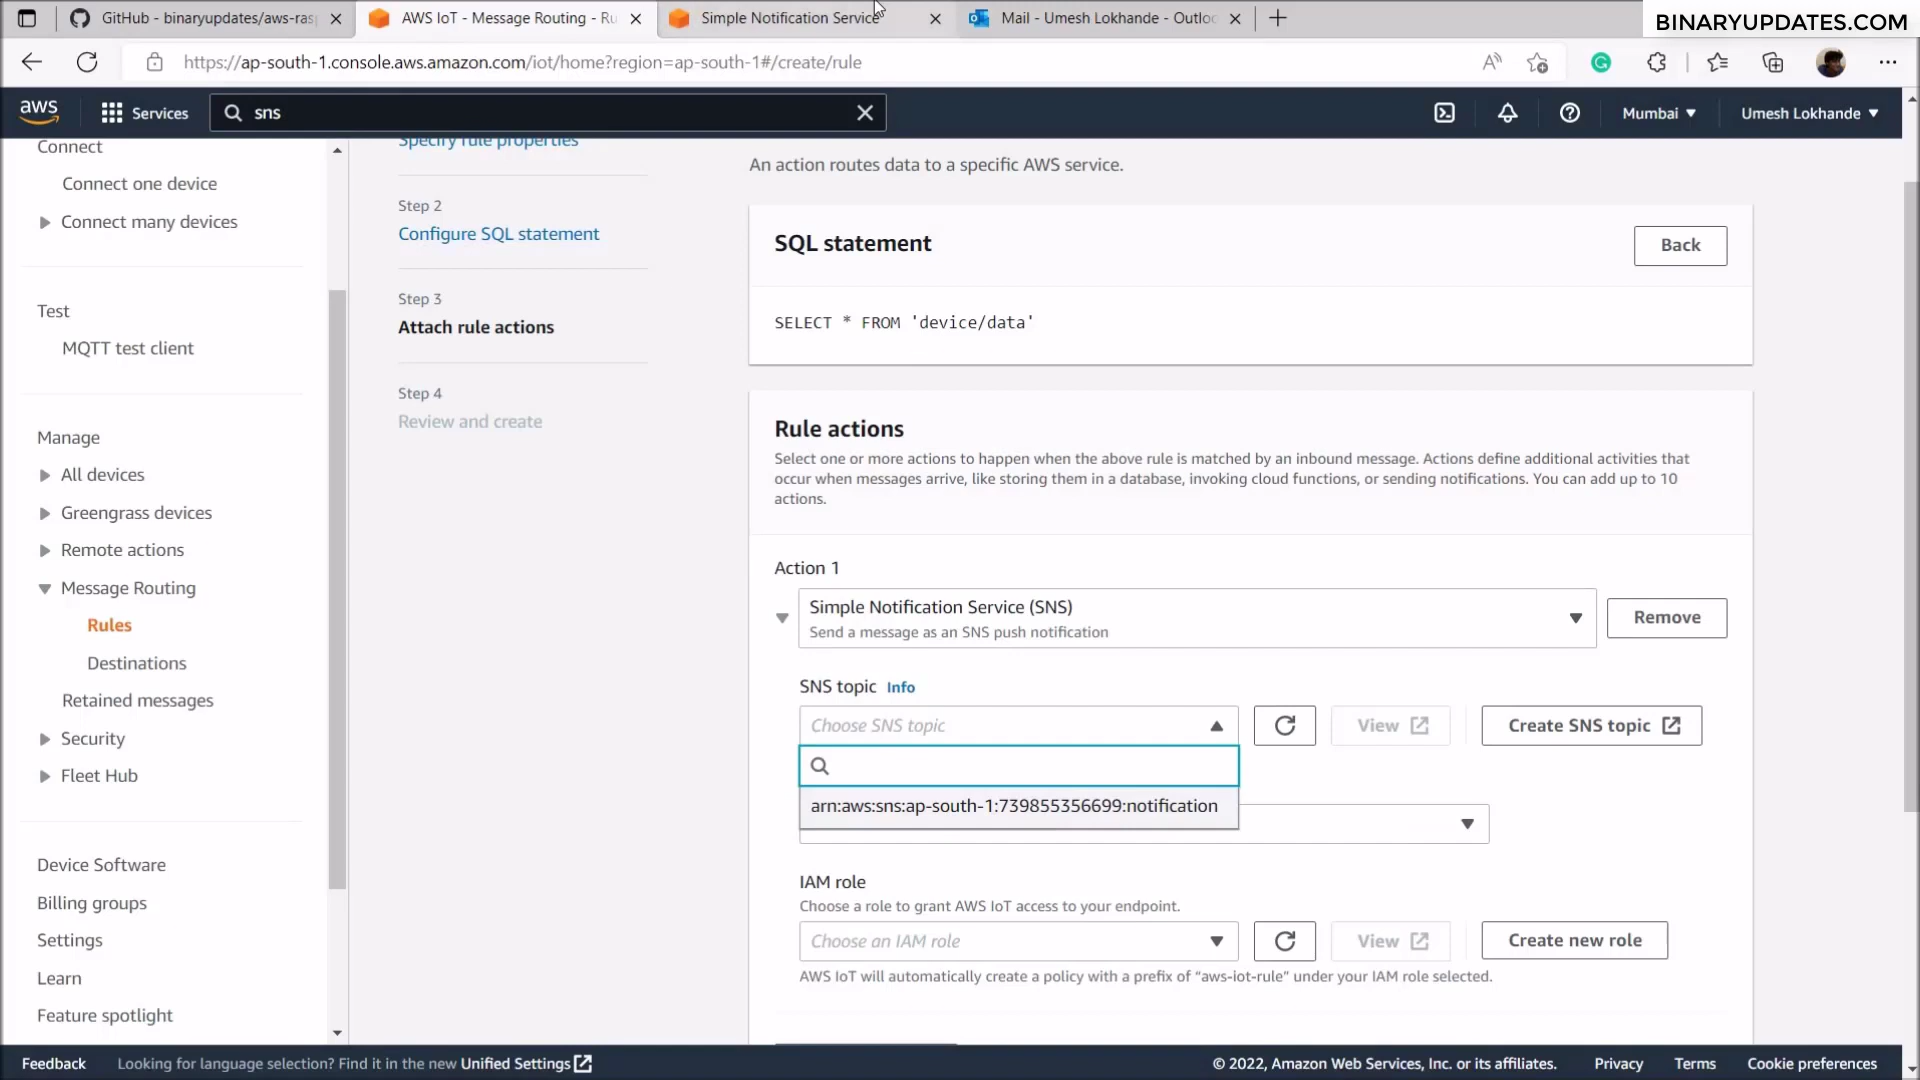 GitHub - binaryupdates/aws-rasp
AWS IoT - Message Routing - Ru
Simple Notification Service
Mail - Umesh Lokhande - Outloo
BINARYUPDATES.COM
https://ap-south-1.console.aws.amazon.com/iot/home?region=ap-south-1#/create/rule
aws
Services
sns
Mumbai
Umesh Lokhande
Connect
Connect one device
Connect many devices
Test
MQTT test client
Manage
All devices
Greengrass devices
Remote actions
Message Routing
Rules
Destinations
Retained messages
Security
Fleet Hub
Device Software
Billing groups
Settings
Learn
Feature spotlight
Specify rule properties
Step 2
Configure SQL statement
Step 3
Attach rule actions
Step 4
Review and create
An action routes data to a specific AWS service.
SQL statement
Back
SELECT * FROM 'device/data'
Rule actions
Select one or more actions to happen when the above rule is matched by an inbound message. Actions define additional activities that
occur when messages arrive, like storing them in a database, invoking cloud functions, or sending notifications. You can add up to 10
actions.
Action 1
Simple Notification Service (SNS)
Send a message as an SNS push notification
Remove
SNS topic Info
Choose SNS topic
View
Create SNS topic
arn:aws:sns:ap-south-1:739855356699:notification
IAM role
Choose a role to grant AWS IoT access to your endpoint.
Choose an IAM role
View
Create new role
AWS IoT will automatically create a policy with a prefix of “aws-iot-rule” under your IAM role selected.
Feedback
Looking for language selection? Find it in the new Unified Settings
© 2022, Amazon Web Services, Inc. or its affiliates.
Privacy
Terms
Cookie preferences